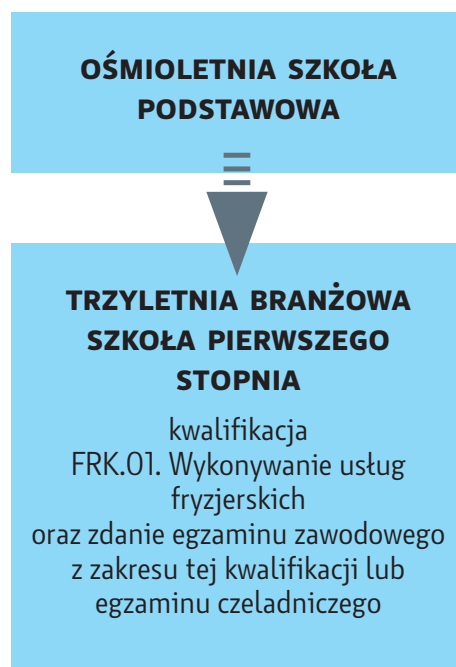 OŚMIOLETNIA SZKOŁA
PODSTAWOWA
TRZYLETNIA BRANŻOWA
SZKOŁA PIERWSZEGO
STOPNIA
kwalifikacja
FRK.01. Wykonywanie usług
fryzjerskich
oraz zdanie egzaminu zawodowego
z zakresu tej kwalifikacji lub
egzaminu czeladniczego